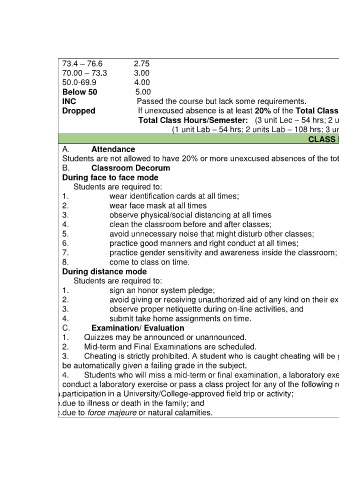 73.4 – 76.6 2.75
70.00 – 73.3 3.00
50.0-69.9 4.00
Below 50 5.00
INC Passed the course but lack some requirements.
Dropped If unexcused absence is at least 20% of the Total Class
Total Class Hours/Semester: (3 unit Lec – 54 hrs; 2 u
(1 unit Lab – 54 hrs; 2 units Lab – 108 hrs; 3 un
CLASS
A. Attendance
Students are not allowed to have 20% or more unexcused absences of the tot
B. Classroom Decorum
During face to face mode
Students are required to:
1. wear identification cards at all times;
2. wear face mask at all times
3. observe physical/social distancing at all times
4. clean the classroom before and after classes;
5. avoid unnecessary noise that might disturb other classes;
6. practice good manners and right conduct at all times;
7. practice gender sensitivity and awareness inside the classroom;
8. come to class on time.
During distance mode
Students are required to:
1. sign an honor system pledge;
2. avoid giving or receiving unauthorized aid of any kind on their ex
3. observe proper netiquette during on-line activities, and
4. submit take home assignments on time.
C. Examination/ Evaluation
1. Quizzes may be announced or unannounced.
2. Mid-term and Final Examinations are scheduled.
3. Cheating is strictly prohibited. A student who is caught cheating will be g
be automatically given a failing grade in the subject.
4. Students who will miss a mid-term or final examination, a laboratory exe
conduct a laboratory exercise or pass a class project for any of the following re
.participation in a University/College-approved field trip or activity;
.due to illness or death in the family; and
.due to force majeure or natural calamities.